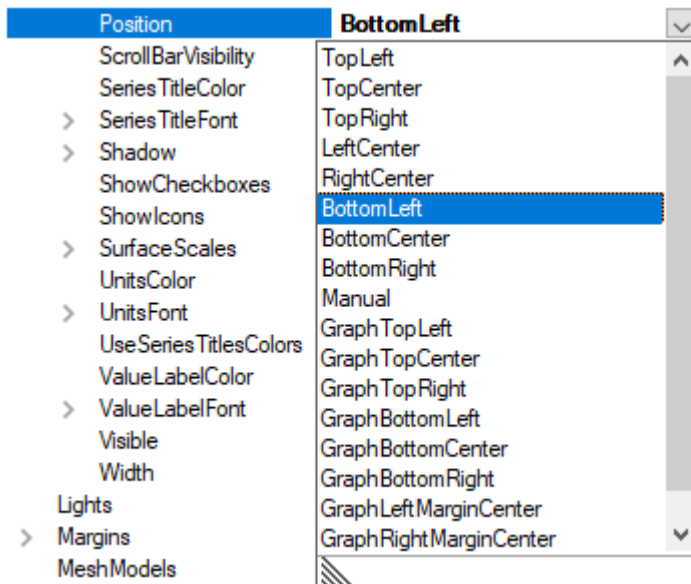 Position
BottomLeft
ScrollBarVisibility
SeriesTitleColor
SeriesTitleFont
Shadow
ShowCheckboxes
ShowIcons
SurfaceScales
UnitsColor
UnitsFont
UseSeriesTitlesColors
ValueLabelColor
ValueLabelFont
Visible
Width
Lights
Margins
MeshModels
TopLeft
TopCenter
TopRight
LeftCenter
RightCenter
BottomLeft
BottomCenter
BottomRight
Manual
GraphTopLeft
GraphTopCenter
GraphTopRight
GraphBottomLeft
GraphBottomCenter
GraphBottomRight
GraphLeftMarginCenter
GraphRightMarginCenter